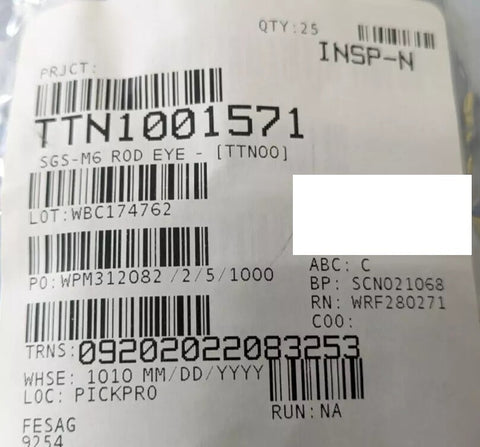 QTY:25
INSP-N
PRJCT:
TTN1001571
SGS-M6 ROD EYE - [TTN00]
LOT:WBC174762
PO:WPM312082 /2/5/1000
ABC: C
BP: SCN021068
RN: WRF280271
COO:
TRNS:09202022083253
WHSE: 1010 MM/DD/YYYY
LOC: PICKPRO
RUN: NA
FESAG
9254